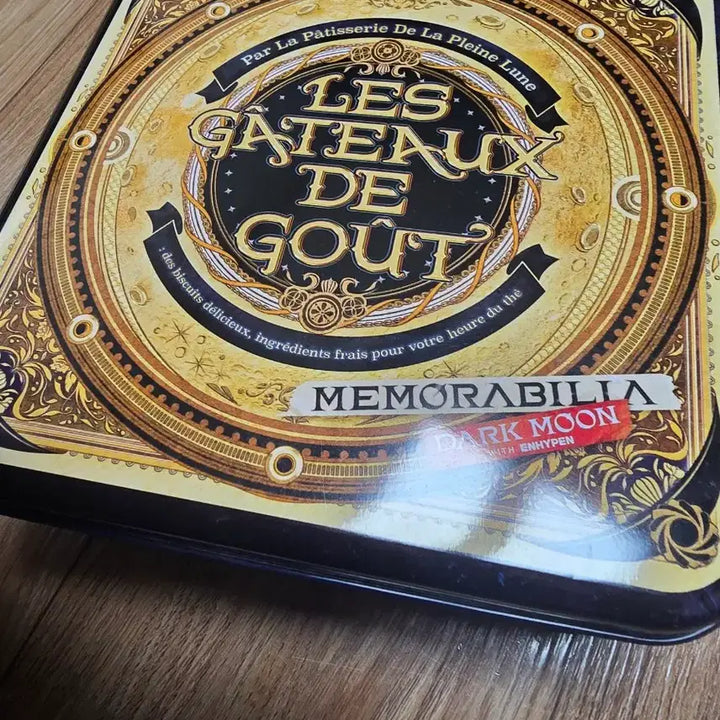 Par La Pâtisserie De La Pleine Lune
LES
GÂTEAUX
DE
GOÛT
: des biscuits délicieux, ingrédients frais pour votre heure du thé
MEMORABILIA
DARK MOON
WITH ENHYPEN